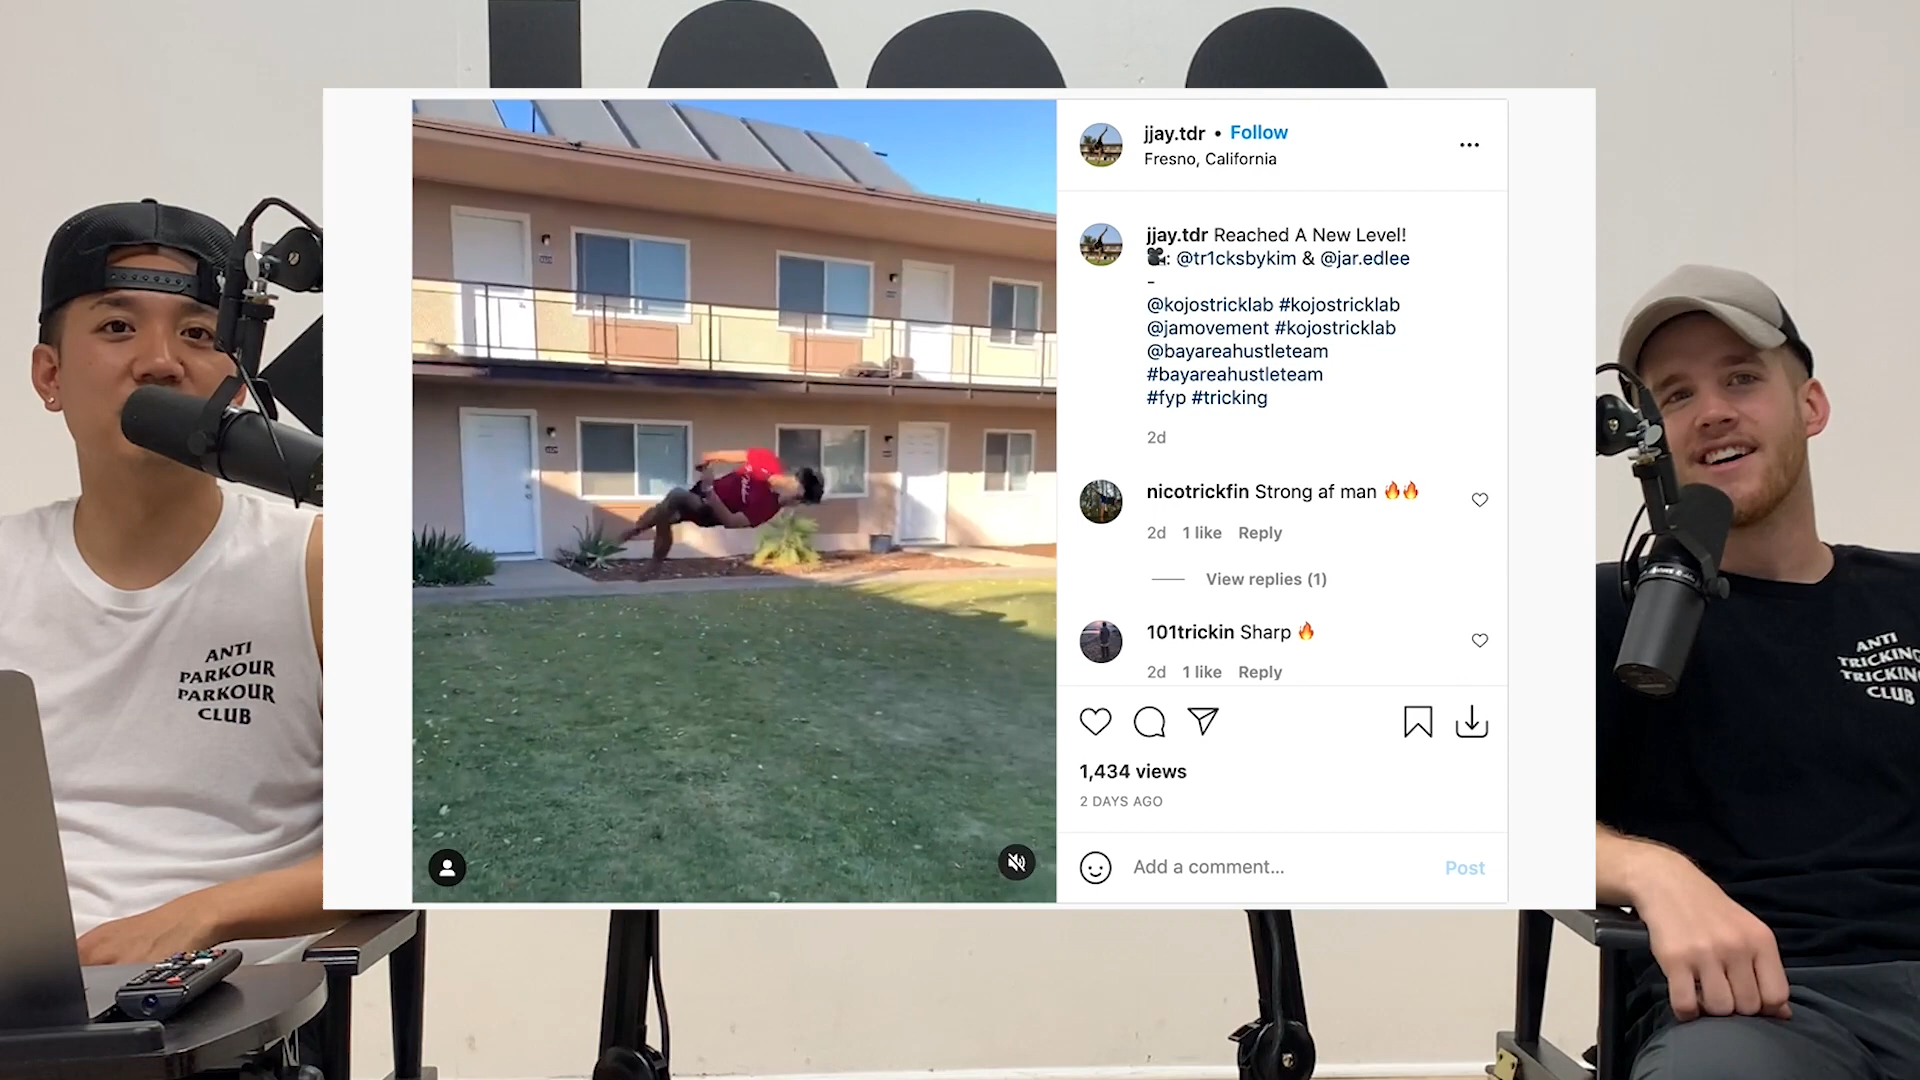 jjay.tdr • Follow
Fresno, California
jjay.tdr Reached A New Level!
🎥: @tr1cksbykim & @jar.edlee
-
@kojostricklab #kojostricklab
@jamovement #kojostricklab
@bayareahustleteam
#bayareahustleteam
#fyp #tricking
2d
nicotrickfin Strong af man 🔥🔥
2d 1 like Reply
View replies (1)
101trickin Sharp 🔥
2d 1 like Reply
1,434 views
2 DAYS AGO
Add a comment... Post
ANTI
PARKOUR
PARKOUR
CLUB
ANTI
TRICKING
TRICKING
CLUB